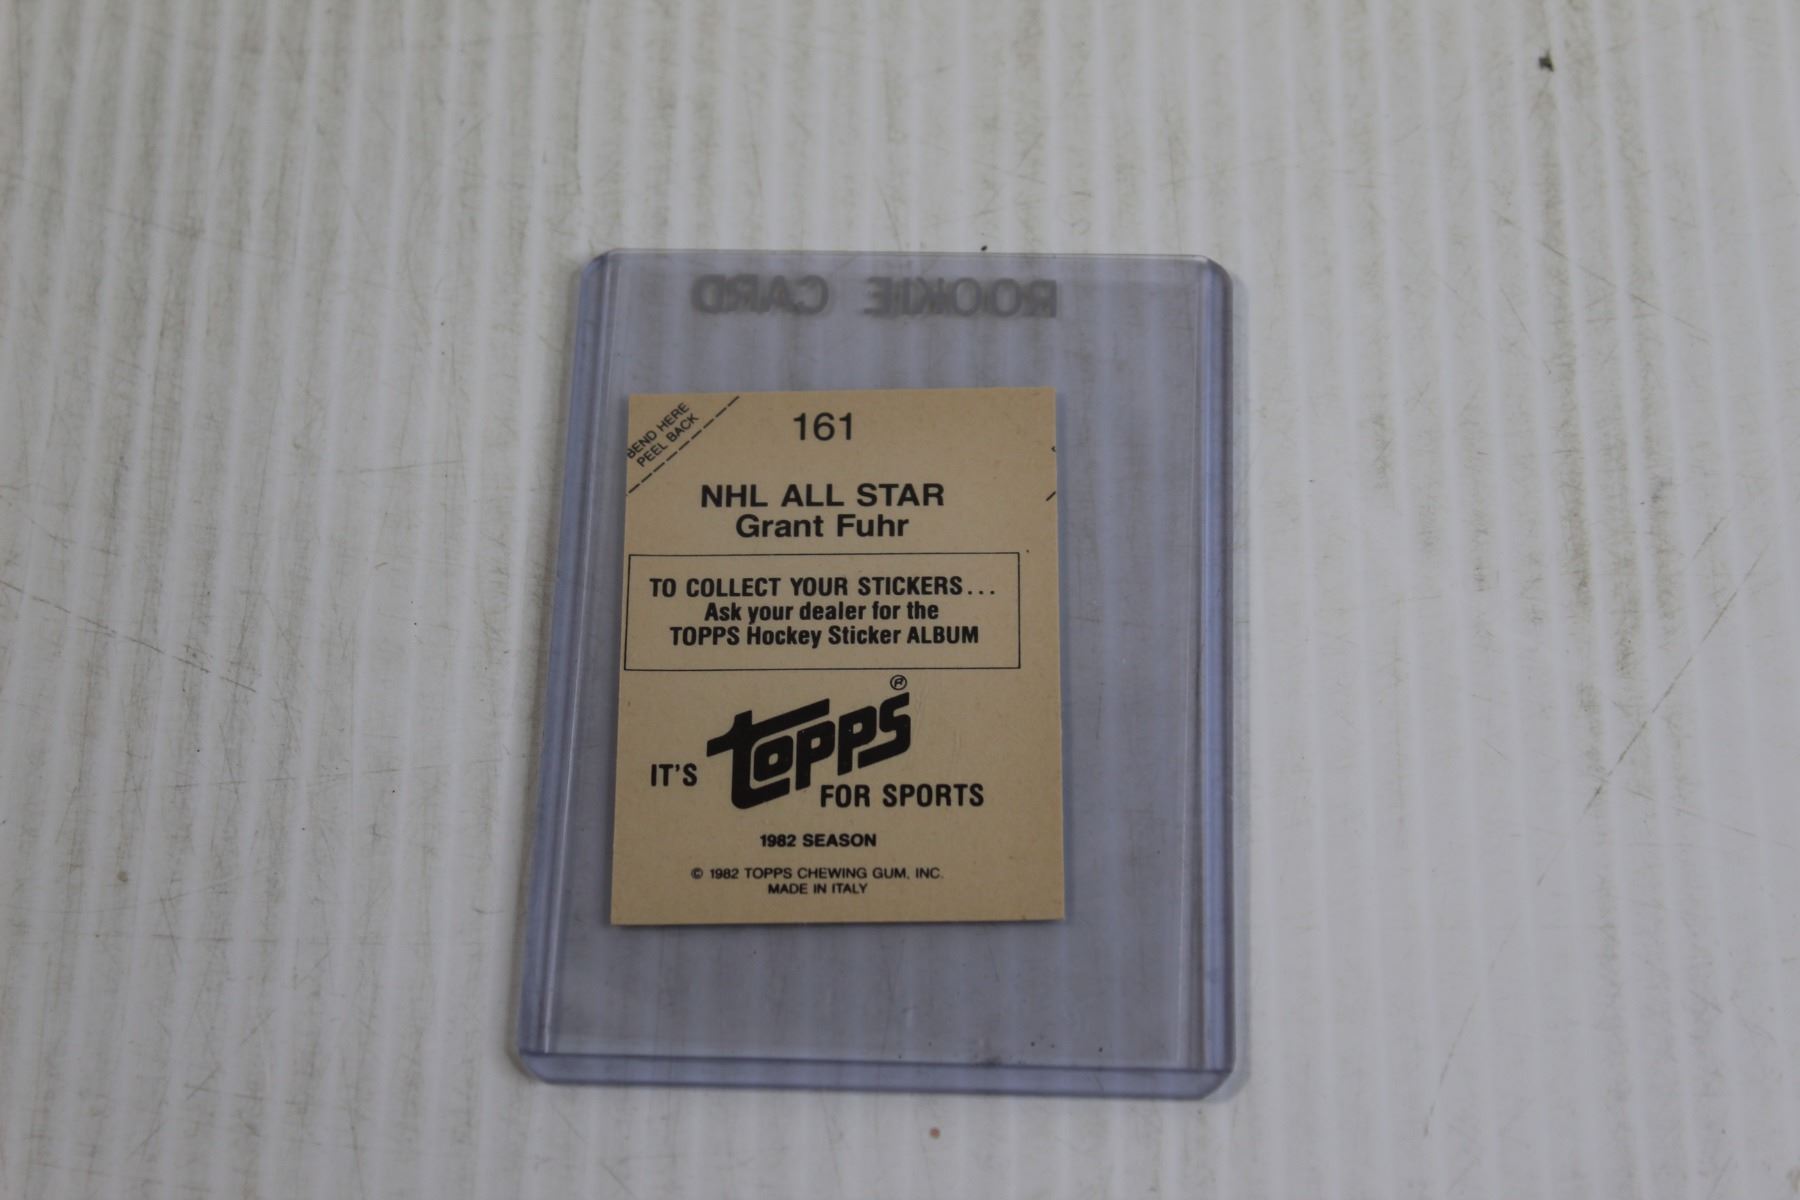 ROOKIE CARD
BEND HERE
PEEL BACK
161
NHL ALL STAR
Grant Fuhr
TO COLLECT YOUR STICKERS...
Ask your dealer for the
TOPPS Hockey Sticker ALBUM
IT'S topps®
FOR SPORTS
1982 SEASON
© 1982 TOPPS CHEWING GUM, INC.
MADE IN ITALY